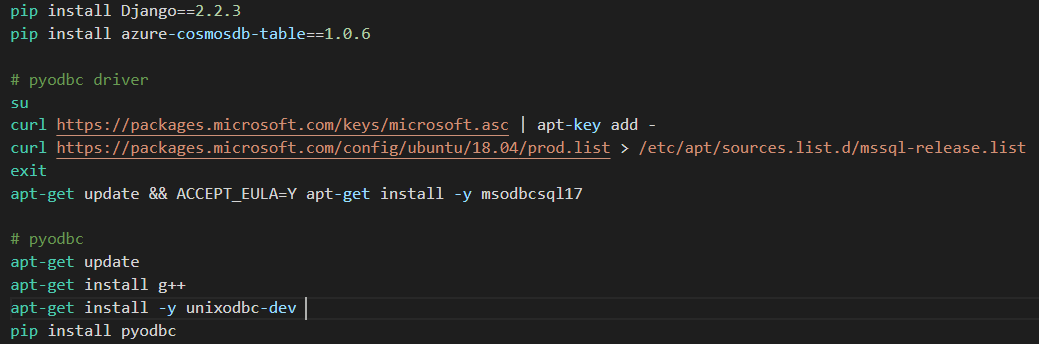 pip install Django==2.2.3
pip install azure-cosmosdb-table==1.0.6
# pyodbc driver
su
curl https://packages.microsoft.com/keys/microsoft.asc | apt-key add -
curl https://packages.microsoft.com/config/ubuntu/18.04/prod.list > /etc/apt/sources.list.d/mssql-release.list
exit
apt-get update && ACCEPT_EULA=Y apt-get install -y msodbcsql17
# pyodbc
apt-get update
apt-get install g++
apt-get install -y unixodbc-dev
pip install pyodbc